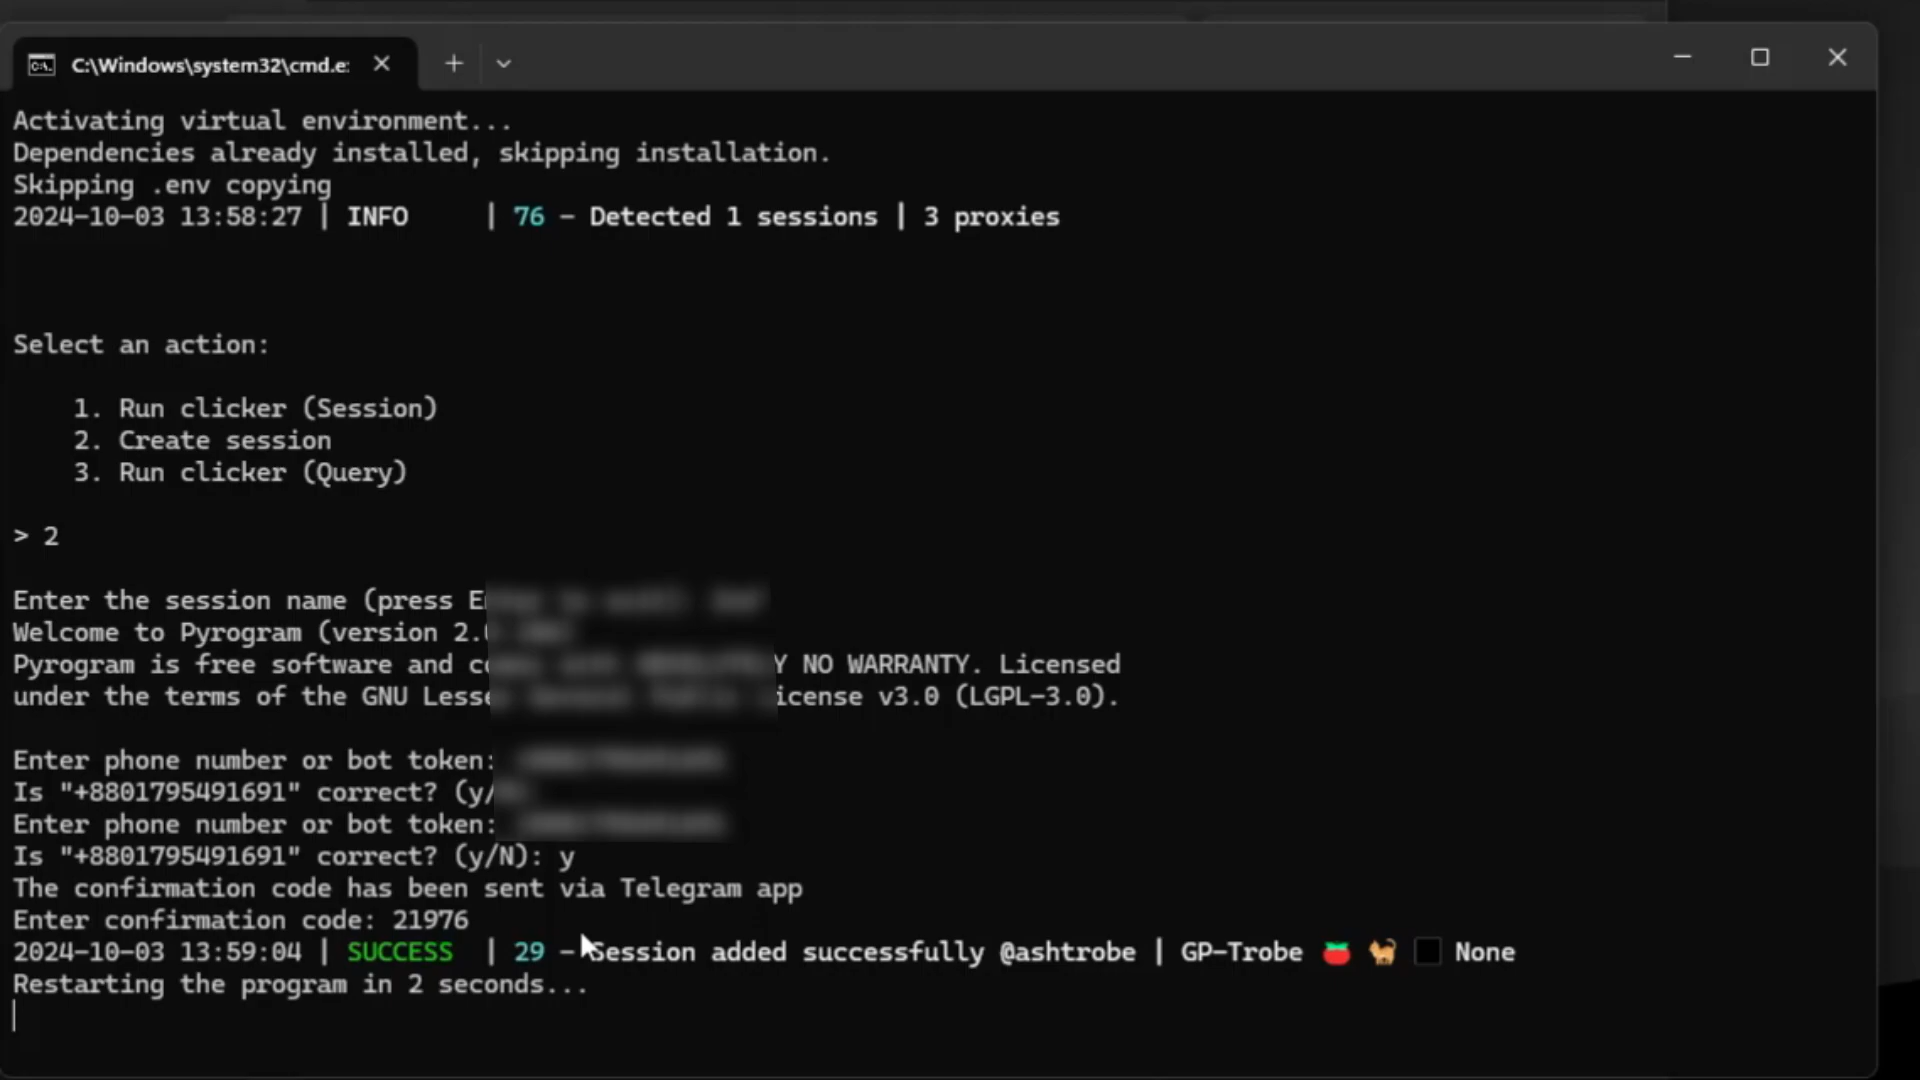 C:\Windows\system32\cmd.e:
Activating virtual environment...
Dependencies already installed, skipping installation.
Skipping .env copying
2024-10-03 13:58:27 | INFO     | 76 - Detected 1 sessions | 3 proxies
Select an action:
1. Run clicker (Session)
2. Create session
3. Run clicker (Query)
> 2
Enter the session name (press
Welcome to Pyrogram (version 2.
Pyrogram is free software and NO WARRANTY. Licensed
under the terms of the GNU v3.0 (LGPL-3.0).
Enter phone number or bot token:
Is "+8801795491691" correct? (y/
Enter phone number or bot token:
Is "+8801795491691" correct? (y/N): y
The confirmation code has been sent via Telegram app
Enter confirmation code: 21976
2024-10-03 13:59:04 | SUCCESS  | 29 - Session added successfully @ashtrobe | GP-Trobe 🍅 🐈 None
Restarting the program in 2 seconds...